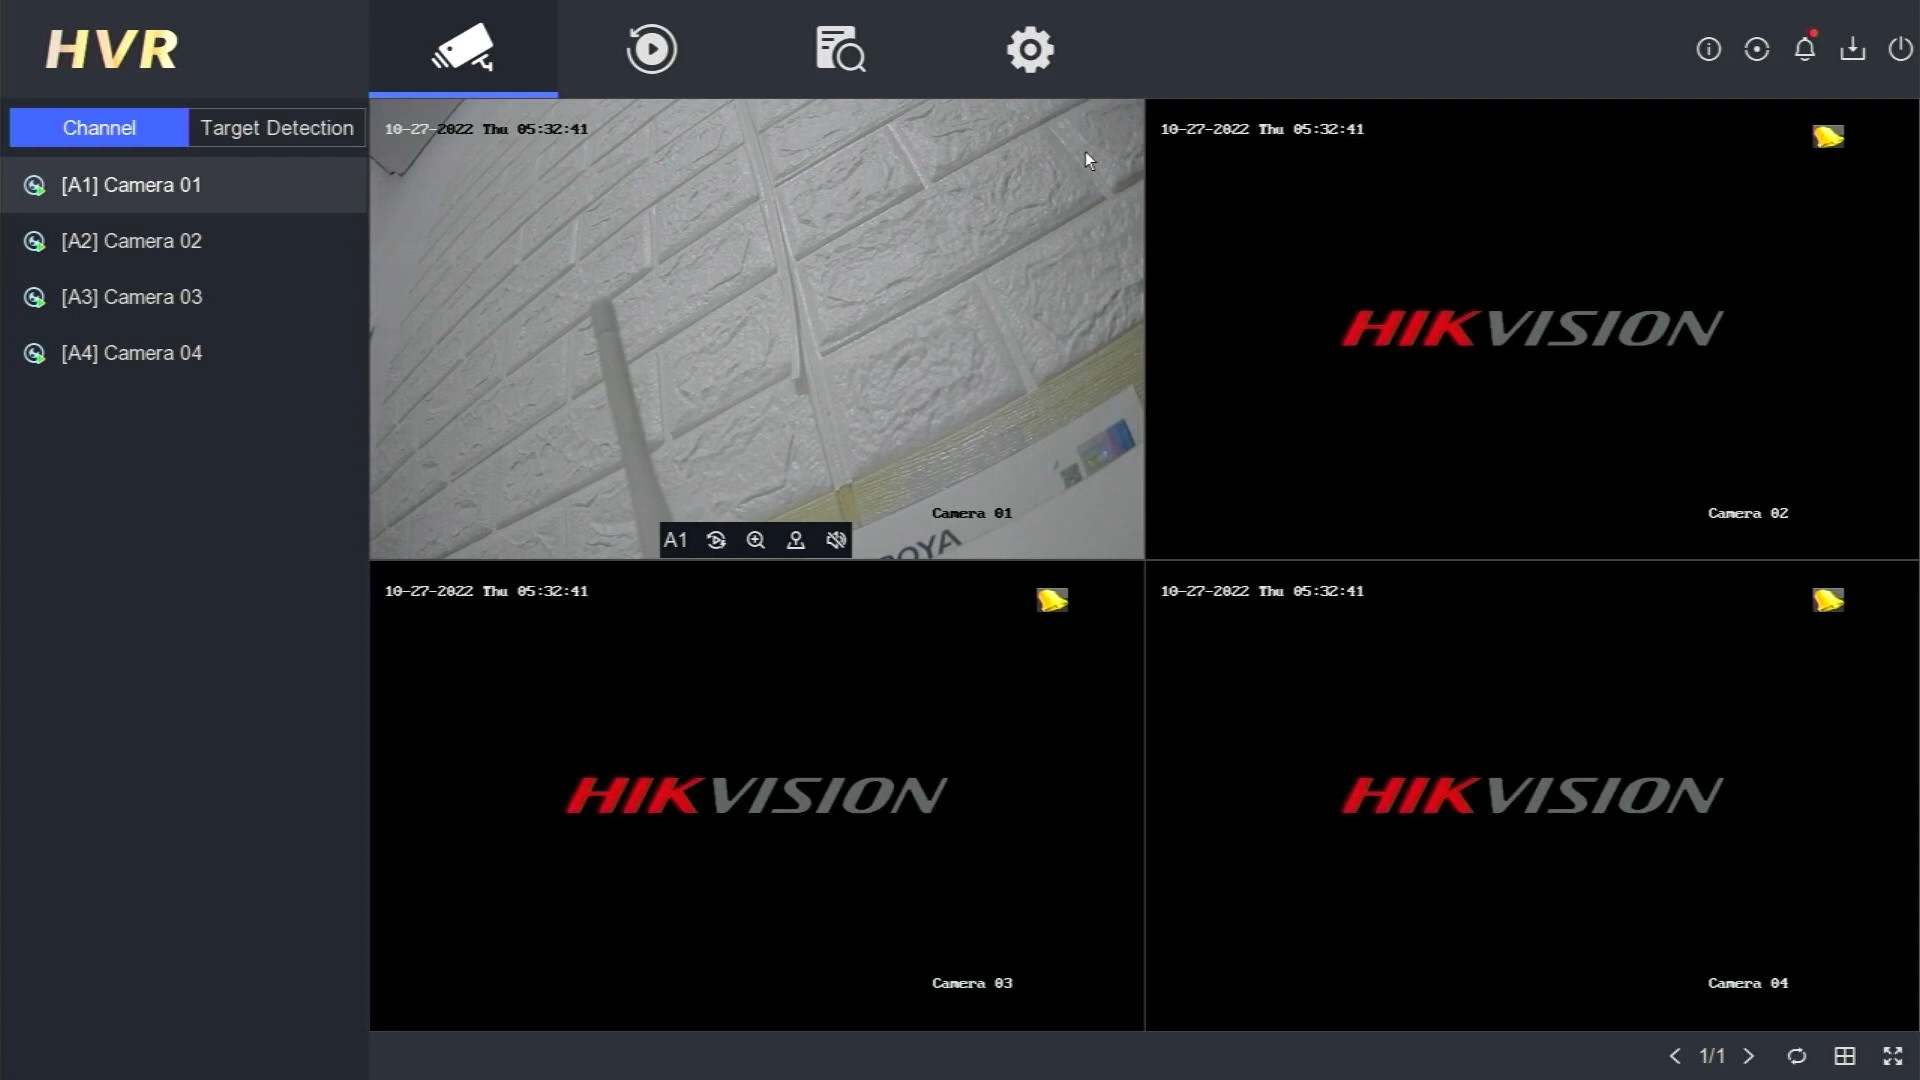 HVR
Channel
Target Detection
[A1] Camera 01
[A2] Camera 02
[A3] Camera 03
[A4] Camera 04
10-27-2022 Thu 05:32:41
Camera 01
A1
10-27-2022 Thu 05:32:41
HIKVISION
Camera 02
10-27-2022 Thu 05:32:41
HIKVISION
Camera 03
10-27-2022 Thu 05:32:41
HIKVISION
Camera 04
1/1